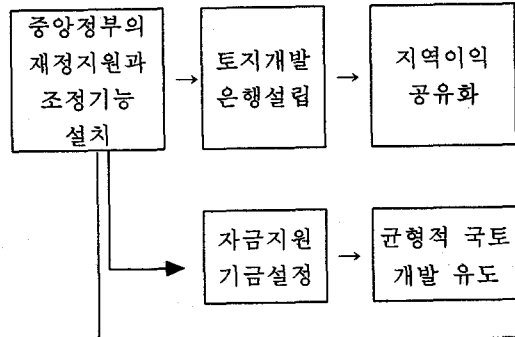 중앙정부의
재정지원과
조정기능
설치
→
토지개발
은행설립
→
지역이익
공유화
자금지원
기금설정
→
균형적 국토
개발 유도